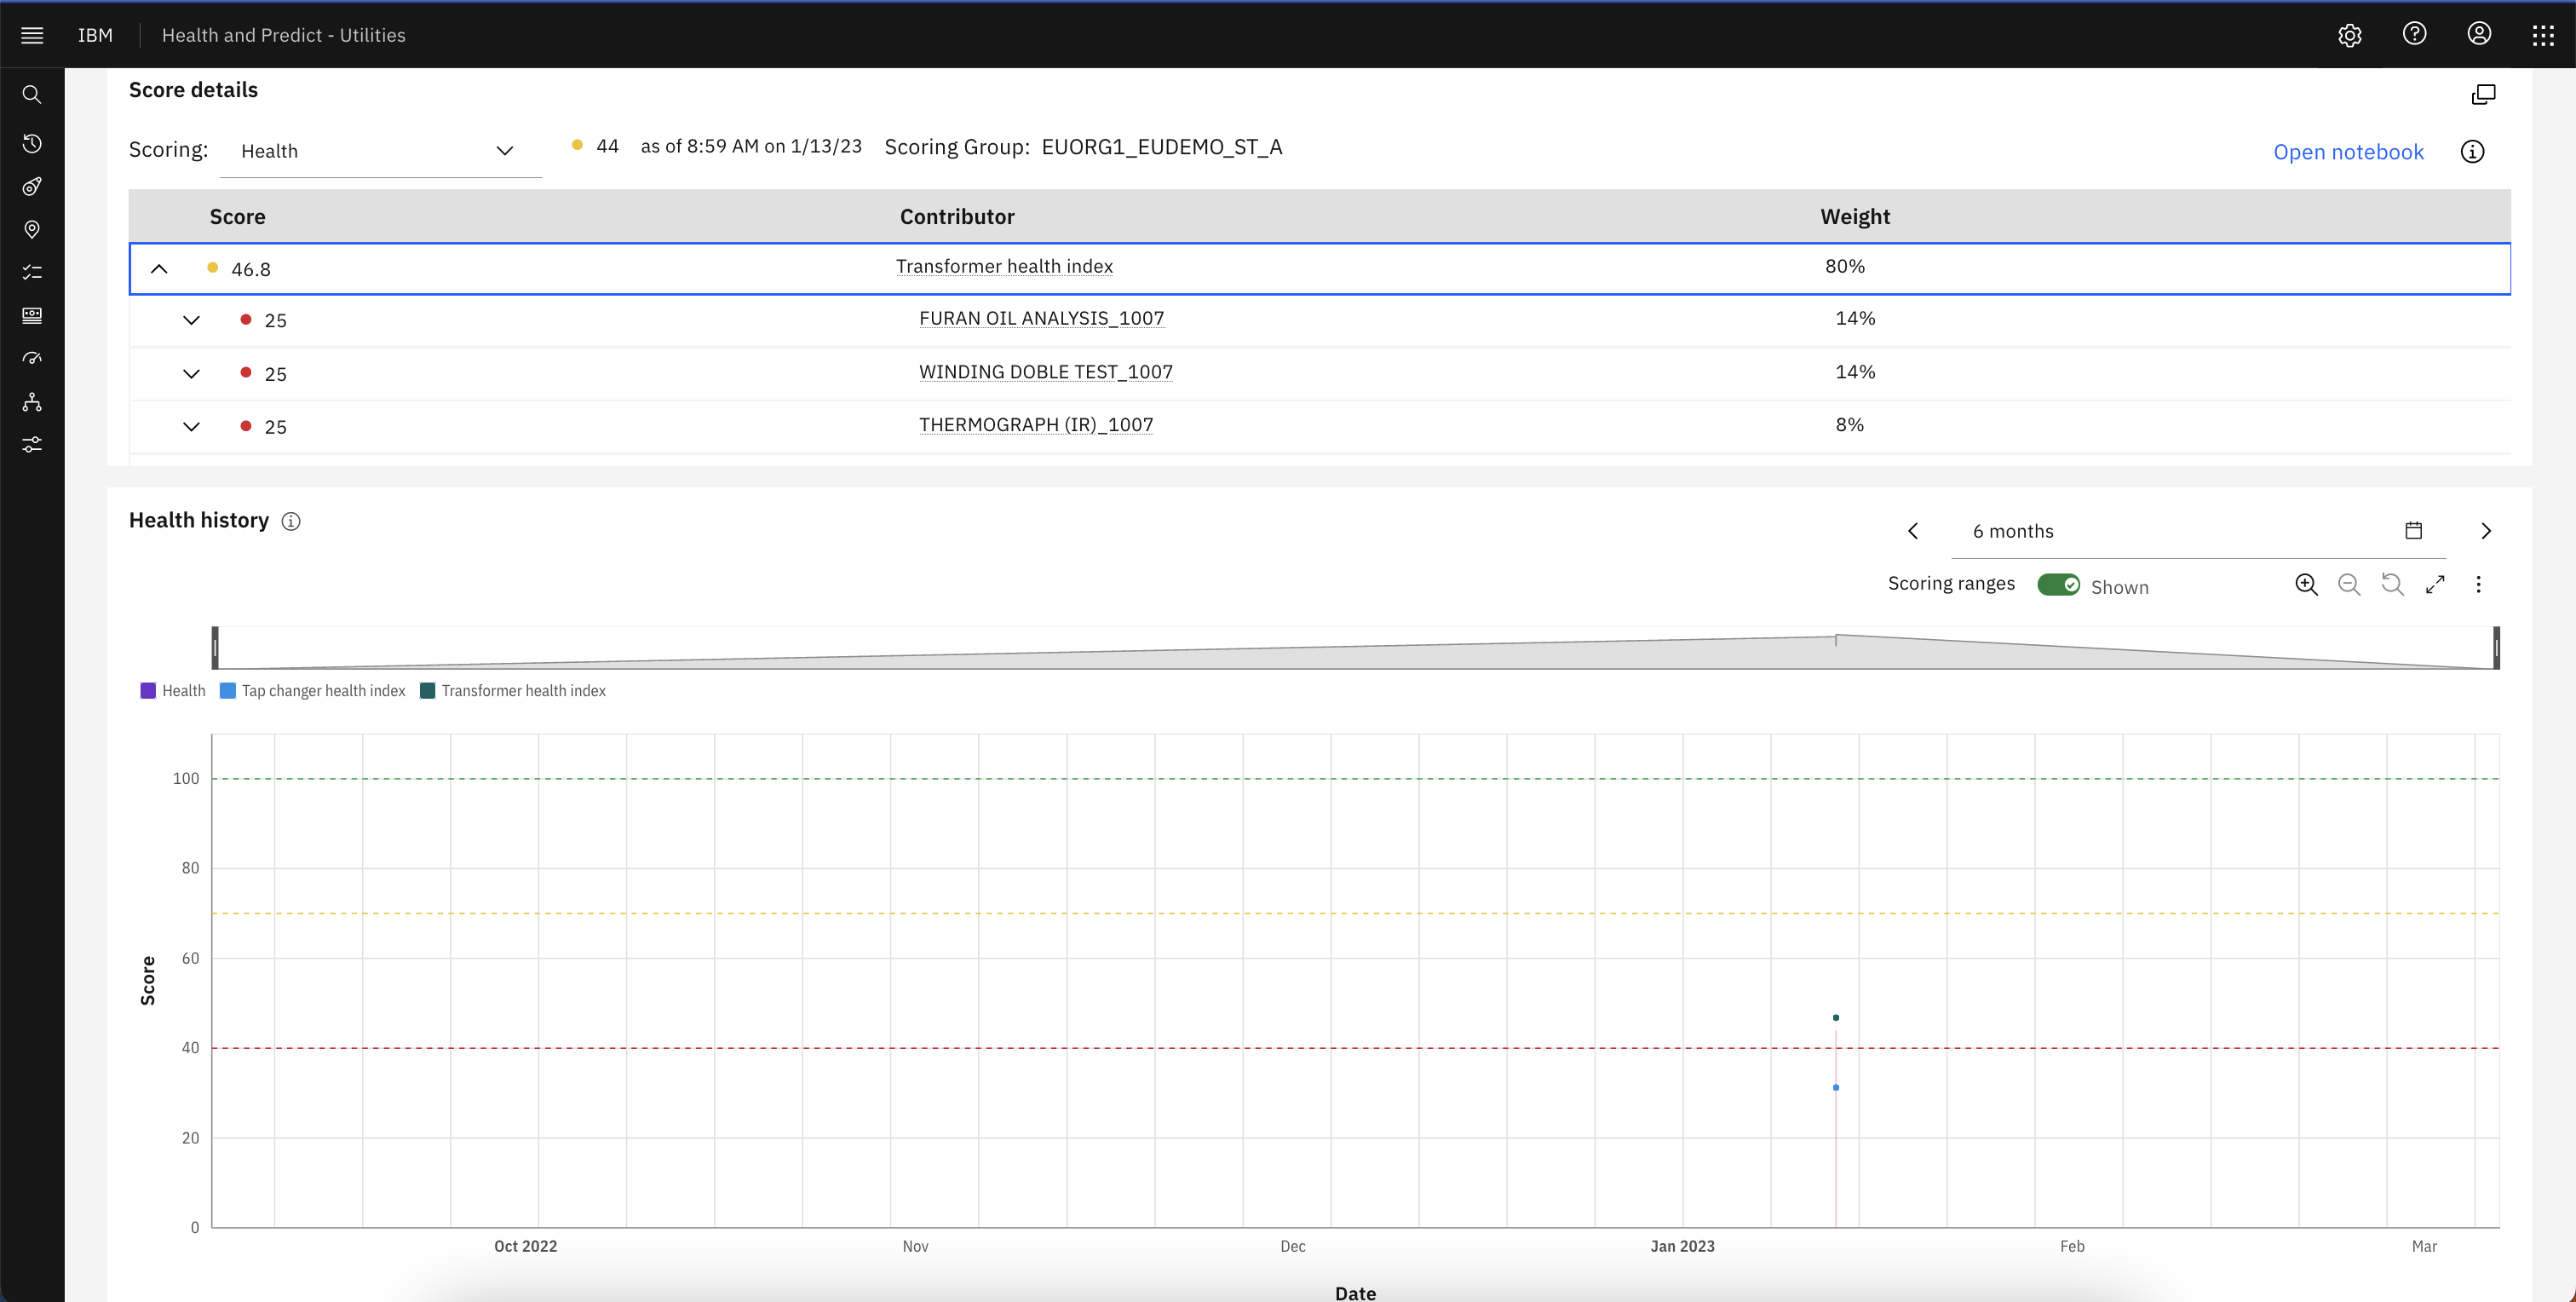 IBM Health and Predict - Utilities
Score details
Scoring: Health 44 as of 8:59 AM on 1/13/23 Scoring Group: EUORG1_EUDEMO_ST_A Open notebook
Score Contributor Weight
46.8 Transformer health index 80%
25 FURAN OIL ANALYSIS_1007 14%
25 WINDING DOBLE TEST_1007 14%
25 THERMOGRAPH (IR)_1007 8%
Health history
6 months
Scoring ranges Shown
Health Tap changer health index Transformer health index
100
80
60
40
20
0
Score
Oct 2022 Nov Dec Jan 2023 Feb Mar
Date